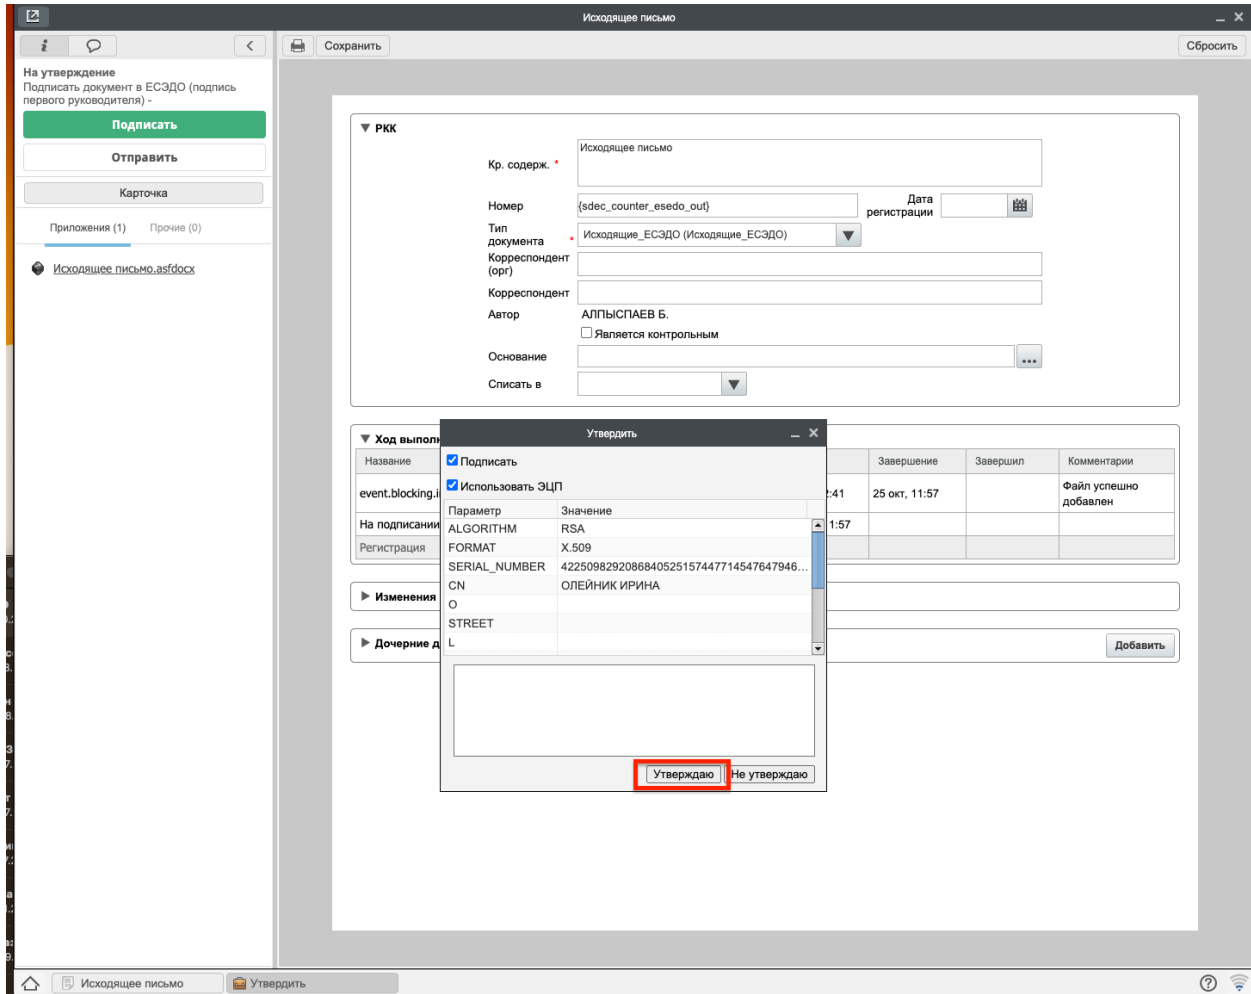 Исходящее письмо
Сохранить
Сбросить
На утверждение
Подписать документ в ЕСЭДО (подпись
первого руководителя) -
Подписать
Отправить
Карточка
Приложения (1) Прочие (0)
Исходящее письмо.asfdocx
РКК
Кр. содерж. *
Исходящее письмо
Номер
{sdec_counter_esedo_out}
Дата
регистрации
Тип
документа *
Исходящие_ЕСЭДО (Исходящие_ЕСЭДО)
Корреспондент
(орг)
Корреспондент
Автор АЛПЫСПАЕВ Б.
Является контрольным
Основание
...
Списать в
Ход выполн
Название Завершение Завершил Комментарии
event.blocking.i 2:41 25 окт, 11:57 Файл успешно
добавлен
На подписании 1:57
Регистрация
Изменения
Дочерние д
Добавить
Утвердить
Подписать
Использовать ЭЦП
Параметр Значение
ALGORITHM RSA
FORMAT X.509
SERIAL_NUMBER 42250982920868405251574477145476479​46...
CN ОЛЕЙНИК ИРИНА
O
STREET
L
Утверждаю Не утверждаю
Исходящее письмо Утвердить